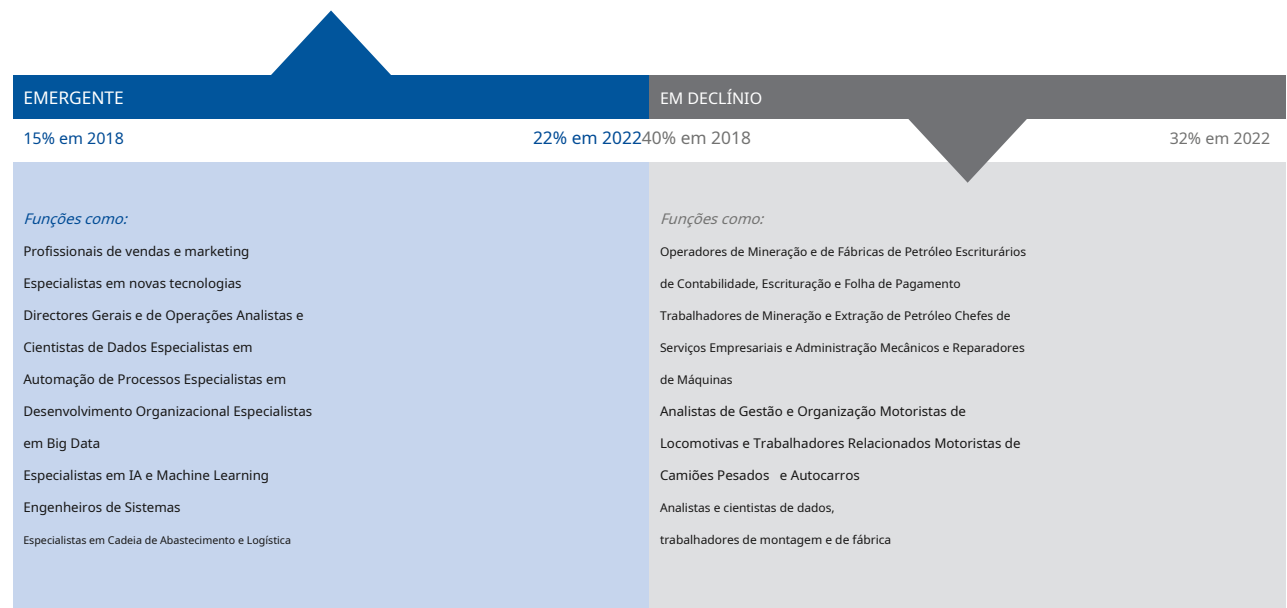 EMERGENTE
15% em 2018
22% em 2022
Funções como:
Profissionais de vendas e marketing
Especialistas em novas tecnologias
Directores Gerais e de Operações Analistas e
Cientistas de Dados Especialistas em
Automação de Processos Especialistas em
Desenvolvimento Organizacional Especialistas
em Big Data
Especialistas em IA e Machine Learning
Engenheiros de Sistemas
Especialistas em Cadeia de Abastecimento e Logística
EM DECLÍNIO
40% em 2018
32% em 2022
Funções como:
Operadores de Mineração e de Fábricas de Petróleo Escriturários
de Contabilidade, Escrituração e Folha de Pagamento
Trabalhadores de Mineração e Extração de Petróleo Chefes de
Serviços Empresariais e Administração Mecânicos e Reparadores
de Máquinas
Analistas de Gestão e Organização Motoristas de
Locomotivas e Trabalhadores Relacionados Motoristas de
Camiões Pesados e Autocarros
Analistas e cientistas de dados,
trabalhadores de montagem e de fábrica